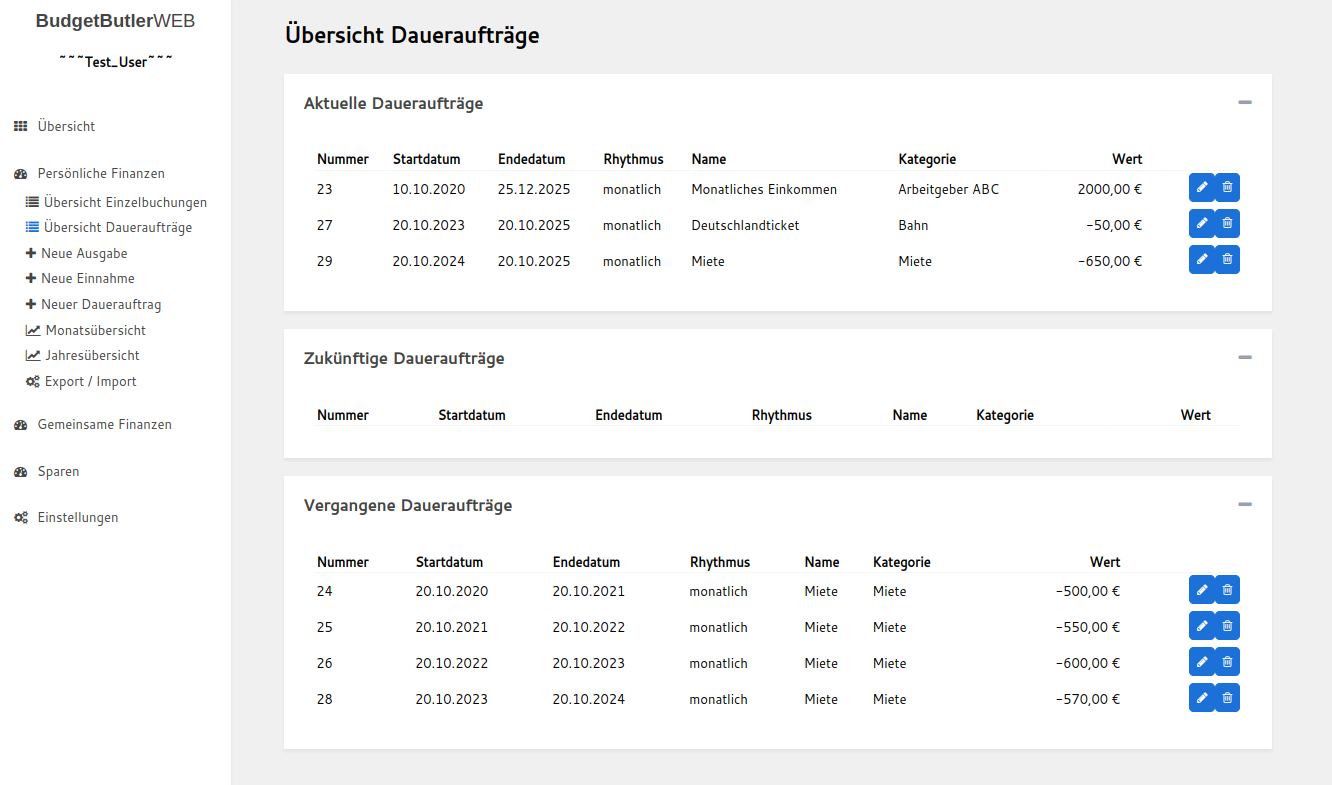 BudgetButlerWEB
~~~Test_User~~~
Übersicht
Persönliche Finanzen
Übersicht Einzelbuchungen
Übersicht Daueraufträge
Neue Ausgabe
Neue Einnahme
Neuer Dauerauftrag
Monatsübersicht
Jahresübersicht
Export / Import
Gemeinsame Finanzen
Sparen
Einstellungen
Übersicht Daueraufträge
Aktuelle Daueraufträge
Nummer Startdatum Endedatum Rhythmus Name Kategorie Wert
23 10.10.2020 25.12.2025 monatlich Monatliches Einkommen Arbeitgeber ABC 2000,00 €
27 20.10.2023 20.10.2025 monatlich Deutschlandticket Bahn -50,00 €
29 20.10.2024 20.10.2025 monatlich Miete Miete -650,00 €
Zukünftige Daueraufträge
Nummer Startdatum Endedatum Rhythmus Name Kategorie Wert
Vergangene Daueraufträge
Nummer Startdatum Endedatum Rhythmus Name Kategorie Wert
24 20.10.2020 20.10.2021 monatlich Miete Miete -500,00 €
25 20.10.2021 20.10.2022 monatlich Miete Miete -550,00 €
26 20.10.2022 20.10.2023 monatlich Miete Miete -600,00 €
28 20.10.2023 20.10.2024 monatlich Miete Miete -570,00 €